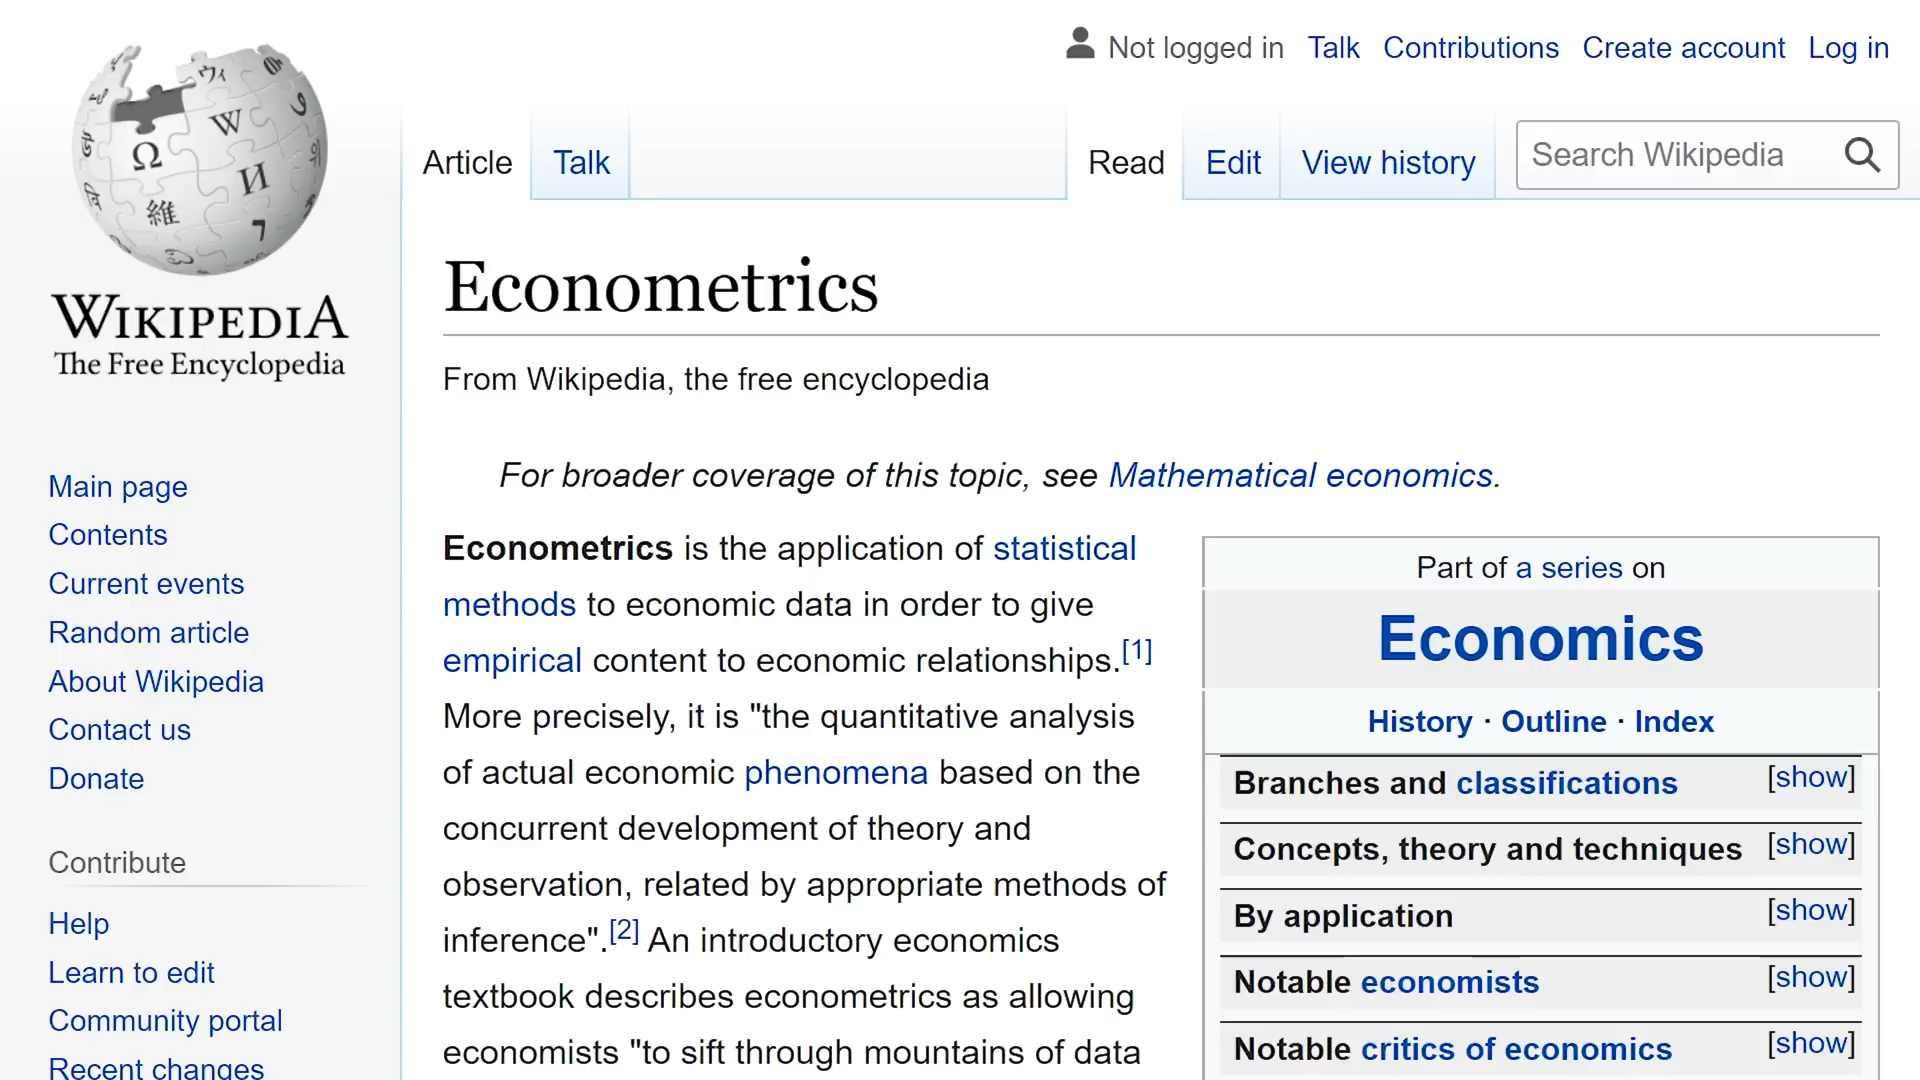 Not logged in Talk Contributions Create account Log in
Article Talk Read Edit View history Search Wikipedia
WIKIPEDIA
The Free Encyclopedia
Main page
Contents
Current events
Random article
About Wikipedia
Contact us
Donate
Contribute
Help
Learn to edit
Community portal
Recent changes
Econometrics
From Wikipedia, the free encyclopedia
For broader coverage of this topic, see Mathematical economics.
Econometrics is the application of statistical
methods to economic data in order to give
empirical content to economic relationships.[1]
More precisely, it is "the quantitative analysis
of actual economic phenomena based on the
concurrent development of theory and
observation, related by appropriate methods of
inference".[2] An introductory economics
textbook describes econometrics as allowing
economists "to sift through mountains of data
Part of a series on
Economics
History · Outline · Index
Branches and classifications [show]
Concepts, theory and techniques [show]
By application [show]
Notable economists [show]
Notable critics of economics [show]